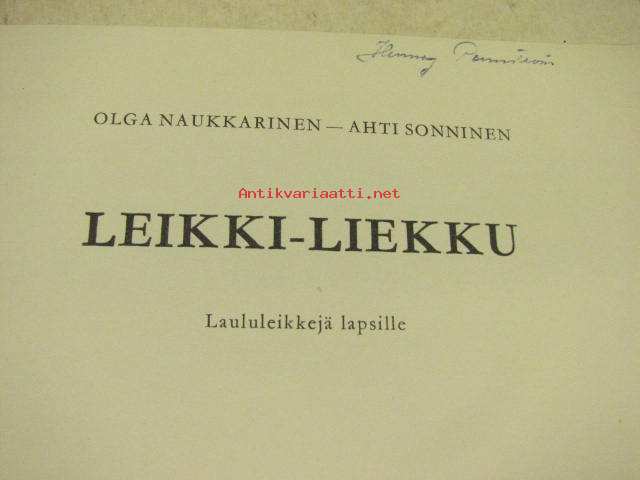 OLGA NAUKKARINEN — AHTI SONNINEN
Antikvariaatti.net
LEIKKI-LIEKKU
Laululeikkejä lapsille